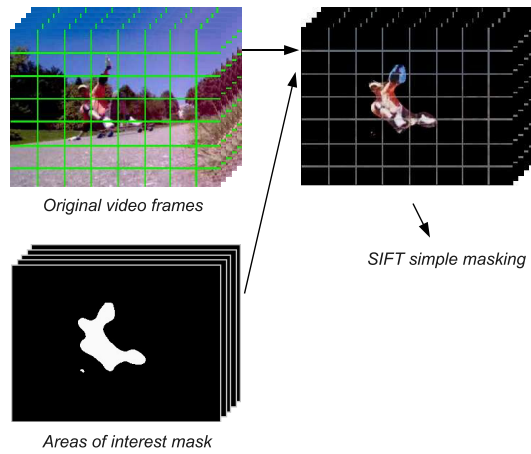 Original video frames
SIFT simple masking
Areas of interest mask